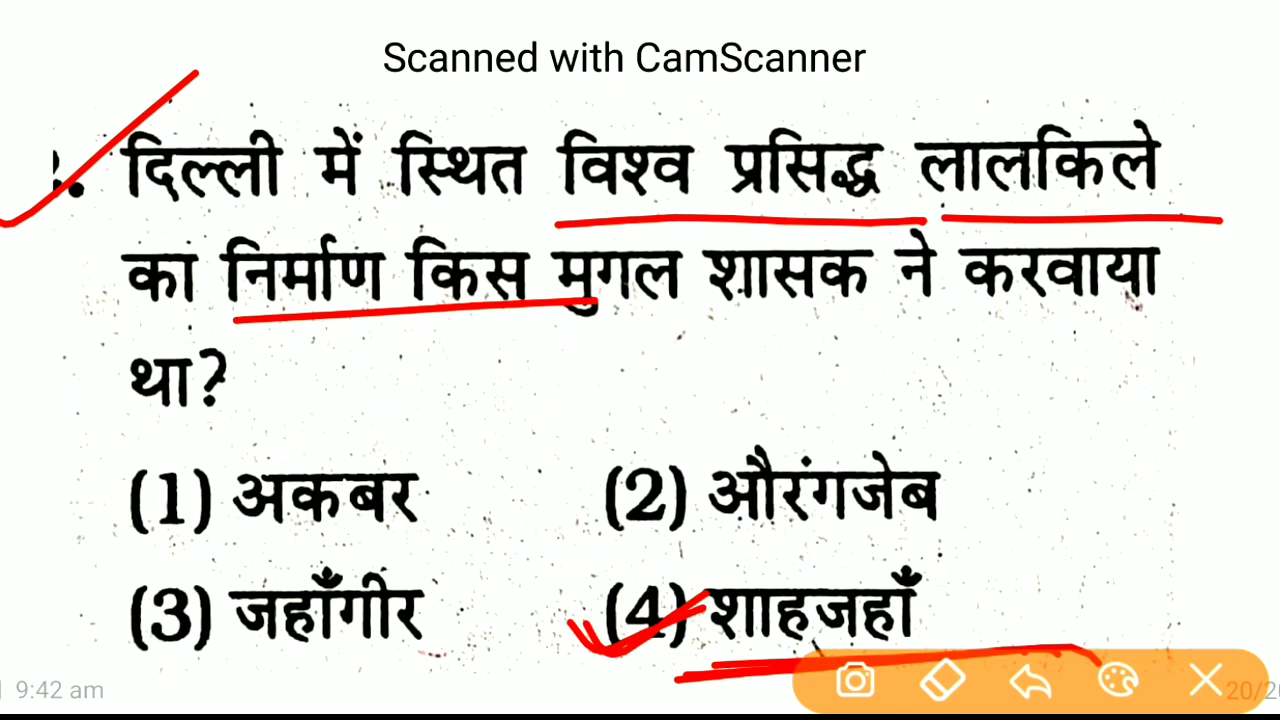 Scanned with CamScanner
दिल्ली में स्थित विश्व प्रसिद्ध लालकिले
का निर्माण किस मुगल शासक ने करवाया
था?
(1) अकबर (2) औरंगजेब
(3) जहाँगीर (4) शाहजहाँ
9:42 am